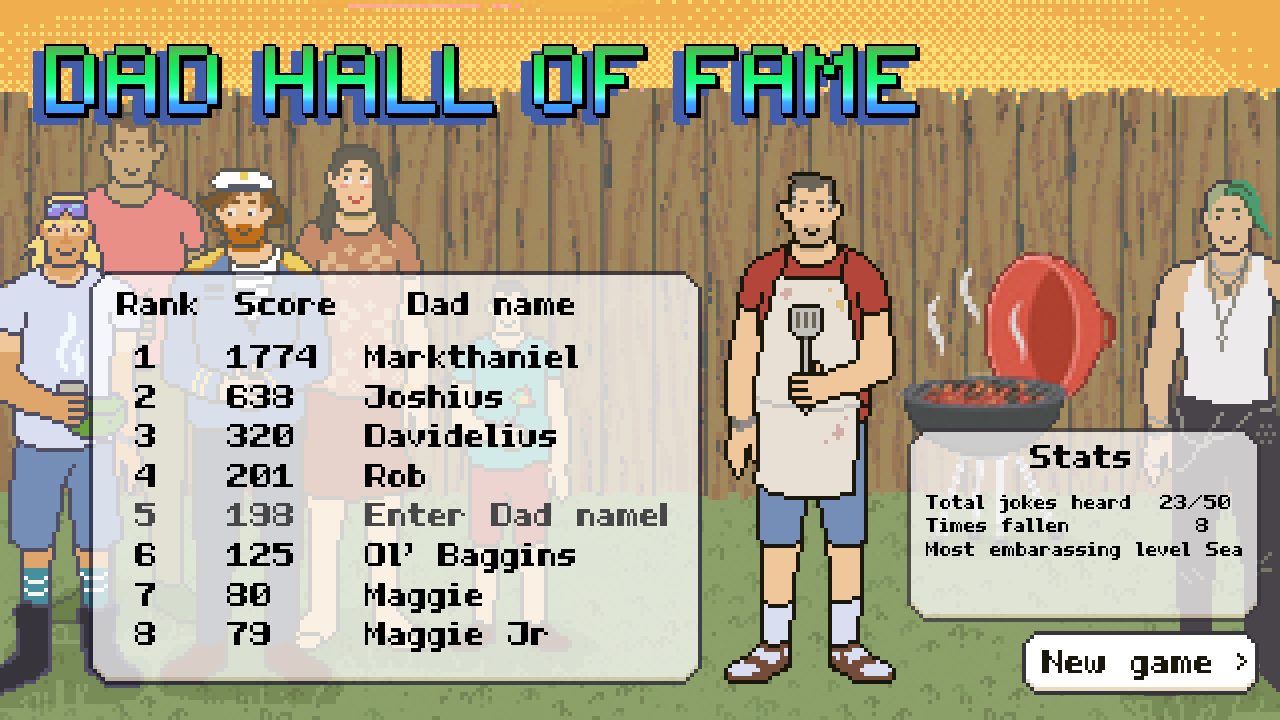 DAD HALL OF FAME
Rank Score Dad name
1 1774 Markthaniel
2 638 Joshius
3 320 Davidelius
4 201 Rob
5 198 Enter Dad name|
6 125 Ol' Baggins
7 80 Maggie
8 79 Maggie Jr
Stats
Total jokes heard 23/50
Times fallen 8
Most embarassing level Sea
New game >